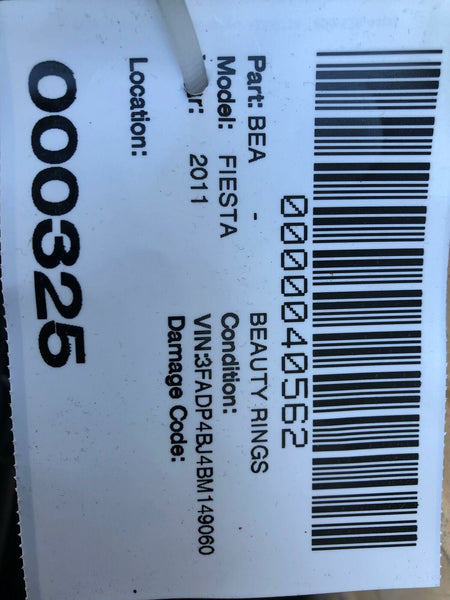 0000040562
Part: BEA - BEAUTY RINGS
Model: FIESTA Condition:
2011 VIN:3FADP4BJ4BM149060
Damage Code:
Location:
000325